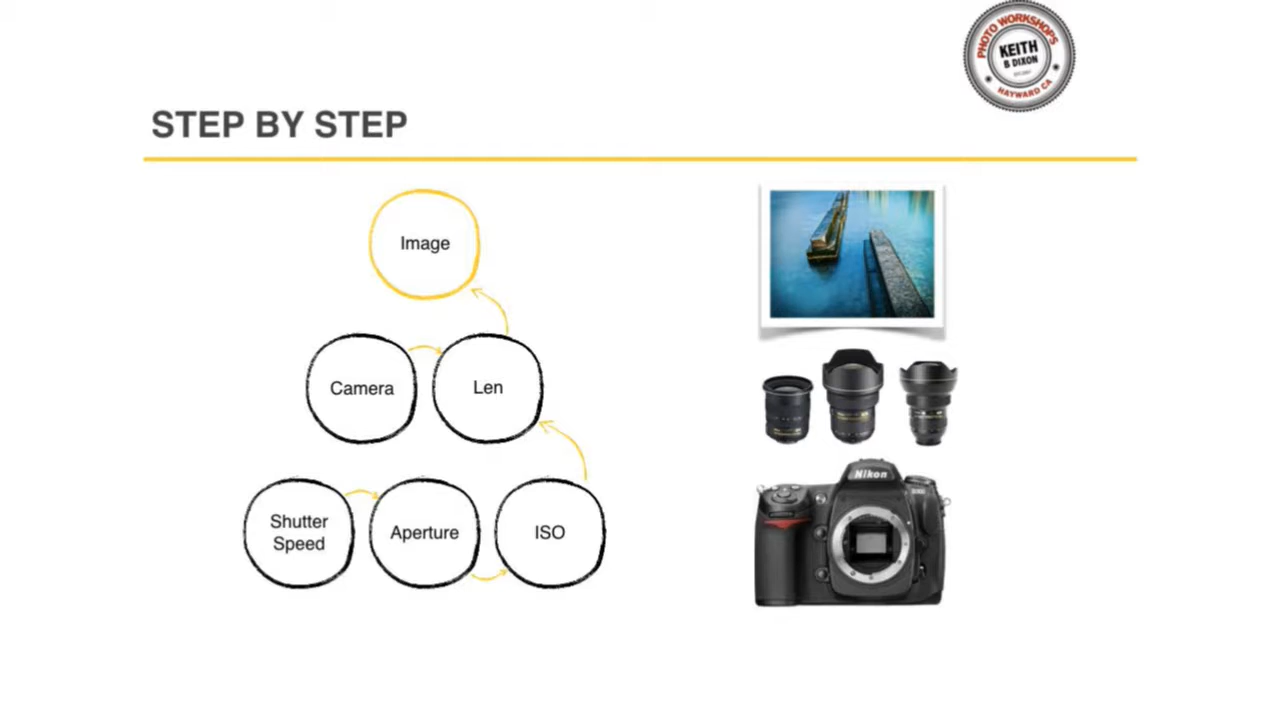 PHOTO WORKSHOPS
KEITH
B DIXON
HAYWARD CA
STEP BY STEP
Image
Camera
Len
Shutter
Speed
Aperture
ISO
Nikon